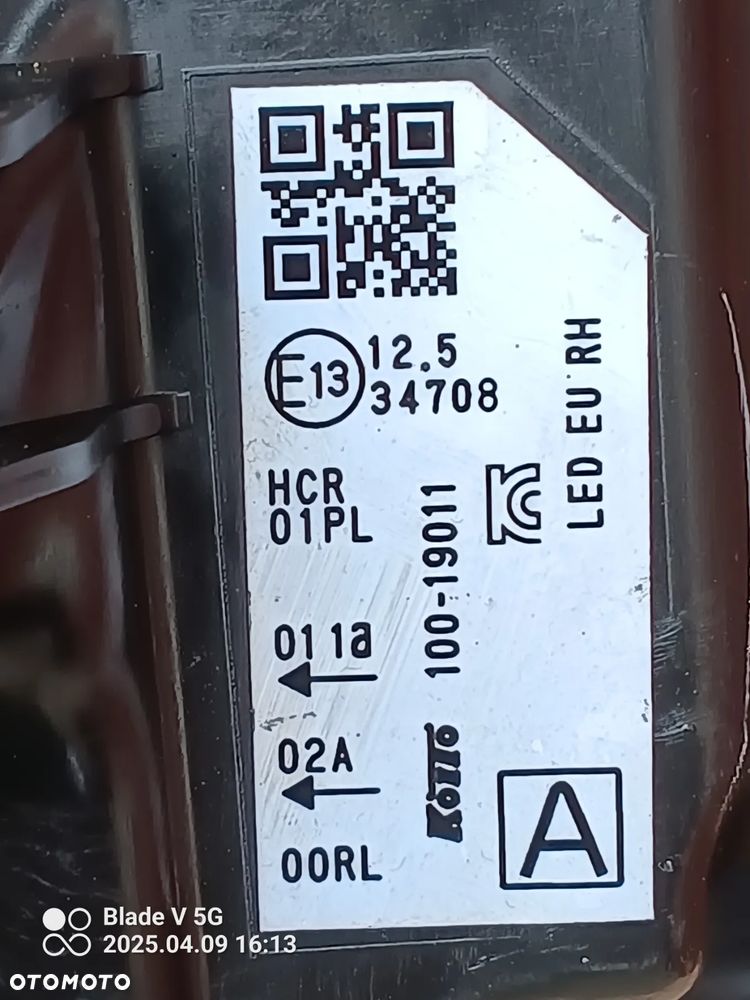 E13
12.5
34708
HCR
01PL
01 1a
02A
00RL
KOITO 100-19011
KC
LED EU RH
A
Blade V 5G
2025.04.09 16:13
OTOMOTO